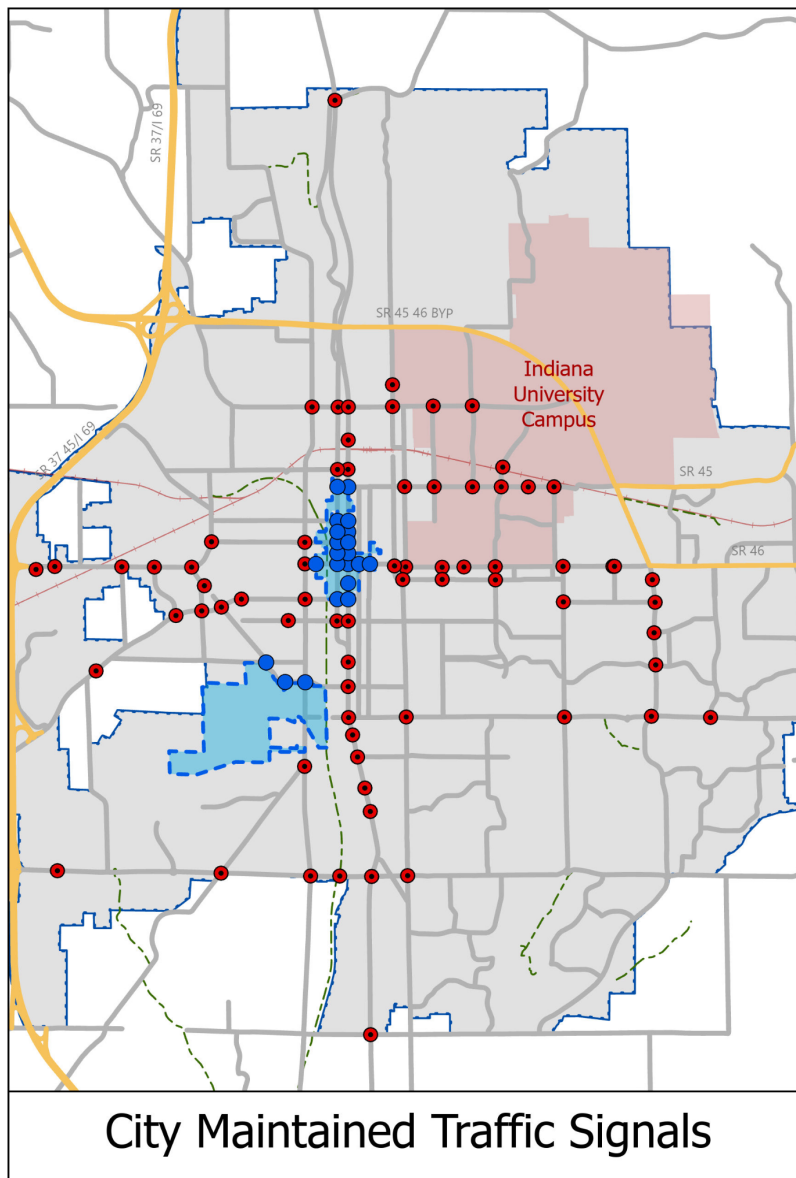 SR 37/I 69
SR 45 46 BYP
Indiana
University
Campus
SR 37 45/I 69
SR 45
SR 46
City Maintained Traffic Signals